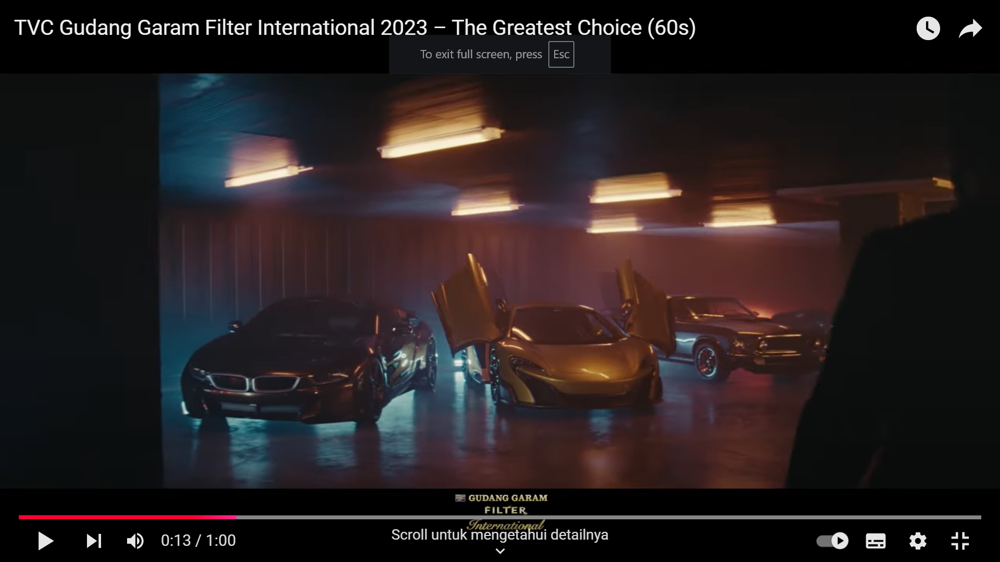 TVC Gudang Garam Filter International 2023 – The Greatest Choice (60s)
To exit full screen, press Esc
GUDANG GARAM
FILTER
International
0:13 / 1:00
Scroll untuk mengetahui detailnya